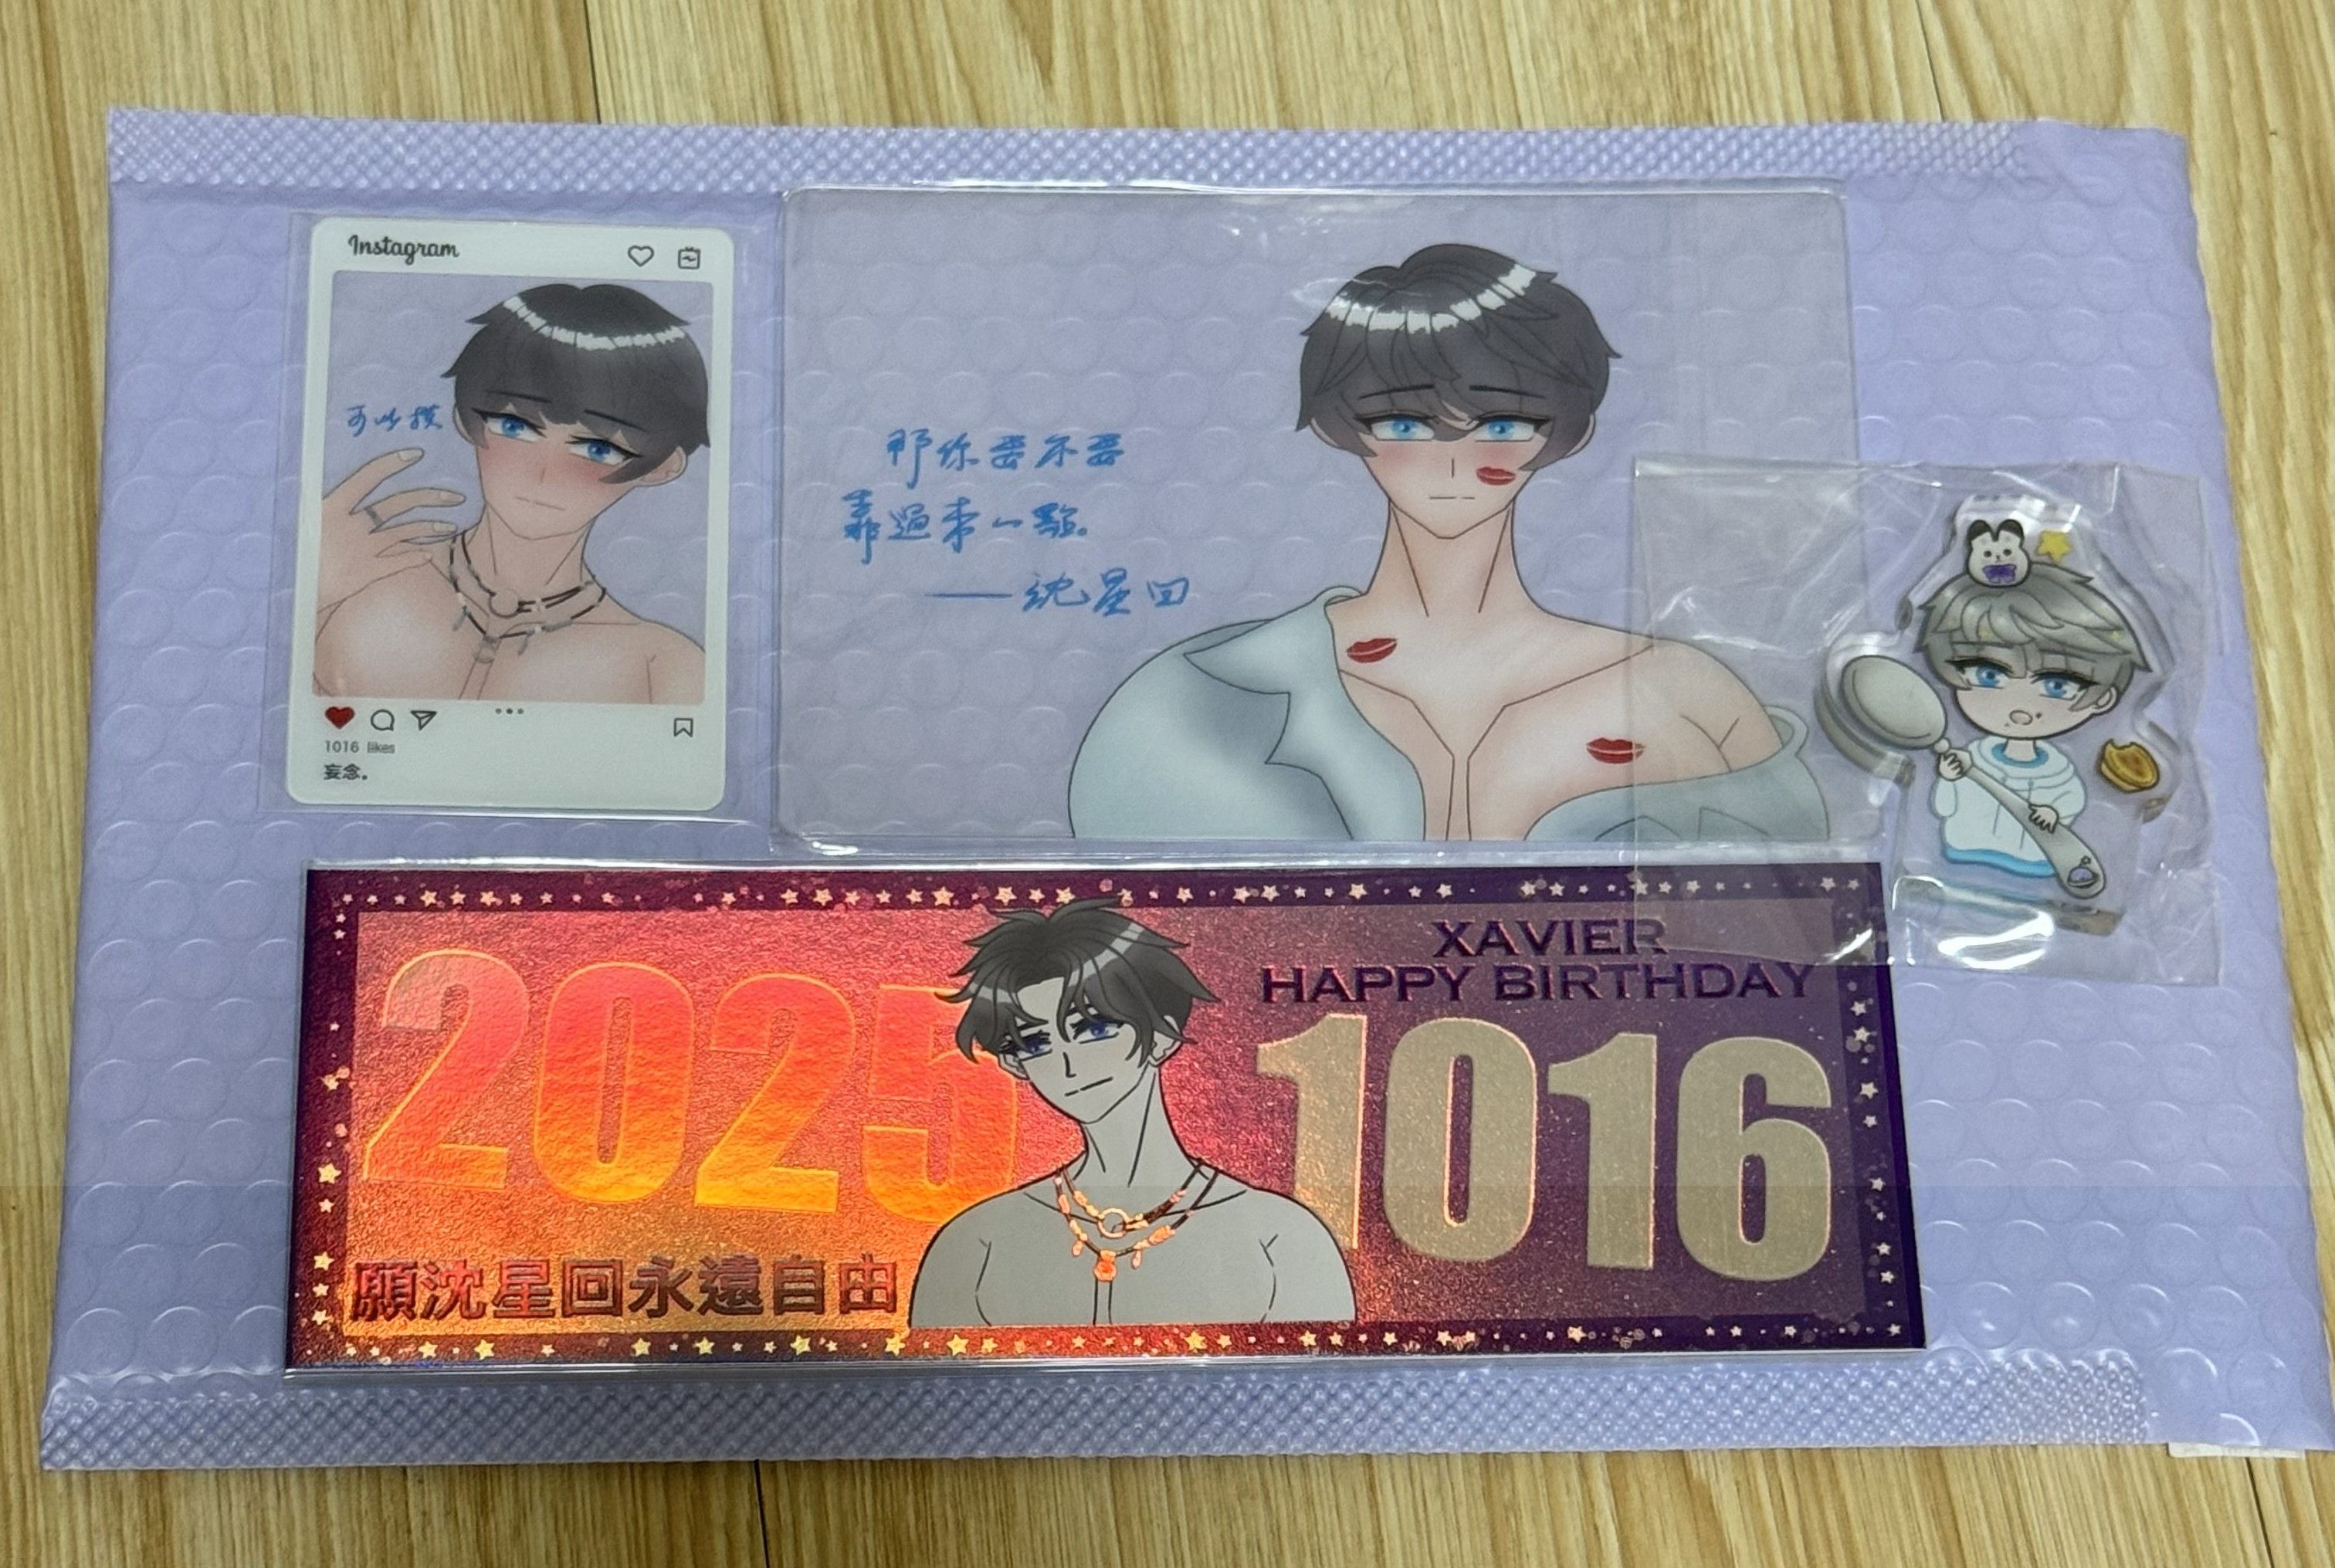 Instagram
可以摸
1016 likes
妄念。
那你要不要
靠過來一點。
——沈星回
2025
願沈星回永遠自由
XAVIER
HAPPY BIRTHDAY
1016